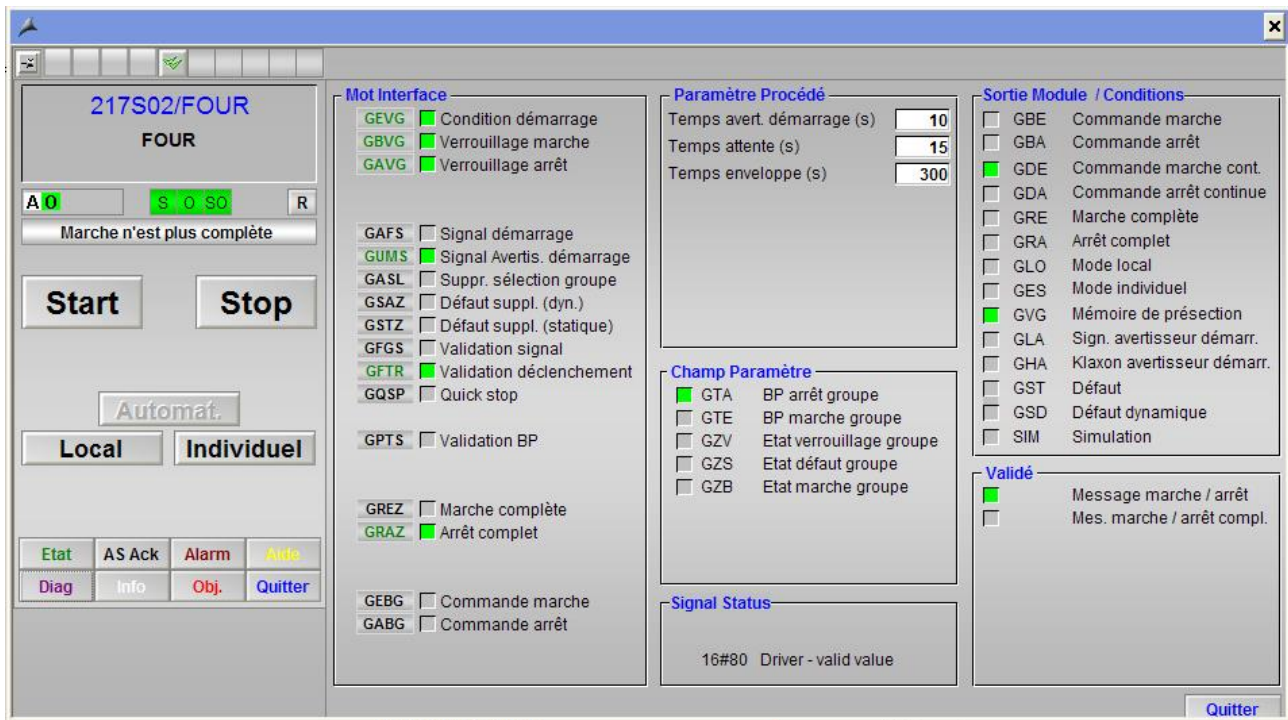 217S02/FOUR
FOUR
A O S O SO R
Marche n'est plus complète
Start Stop
Automat.
Local Individuel
Etat AS Ack Alarm Aide
Diag Info Obj. Quitter
Mot Interface
GEVG Condition démarrage
GBVG Verrouillage marche
GAVG Verrouillage arrêt
GAFS Signal démarrage
GUMS Signal Avertis. démarrage
GASL Suppr. sélection groupe
GSAZ Défaut suppl. (dyn.)
GSTZ Défaut suppl. (statique)
GFGS Validation signal
GFTR Validation déclenchement
GQSP Quick stop
GPTS Validation BP
GREZ Marche complète
GRAZ Arrêt complet
GEBG Commande marche
GABG Commande arrêt
Paramètre Procédé
Temps avert. démarrage (s) 10
Temps attente (s) 15
Temps enveloppe (s) 300
Champ Paramètre
GTA BP arrêt groupe
GTE BP marche groupe
GZV Etat verrouillage groupe
GZS Etat défaut groupe
GZB Etat marche groupe
Signal Status
16#80 Driver - valid value
Sortie Module / Conditions
GBE Commande marche
GBA Commande arrêt
GDE Commande marche cont.
GDA Commande arrêt continue
GRE Marche complète
GRA Arrêt complet
GLO Mode local
GES Mode individuel
GVG Mémoire de présection
GLA Sign. avertisseur démarr.
GHA Klaxon avertisseur démarr.
GST Défaut
GSD Défaut dynamique
SIM Simulation
Validé
Message marche / arrêt
Mes. marche / arrêt compl.
Quitter